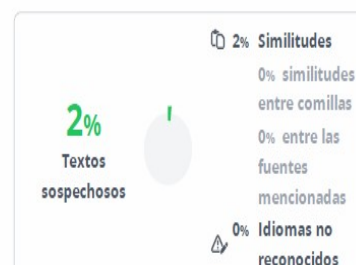 2%
Textos
sospechosos
2% Similitudes
0% similitudes
entre comillas
0% entre las
fuentes
mencionadas
0% Idiomas no
reconocidos